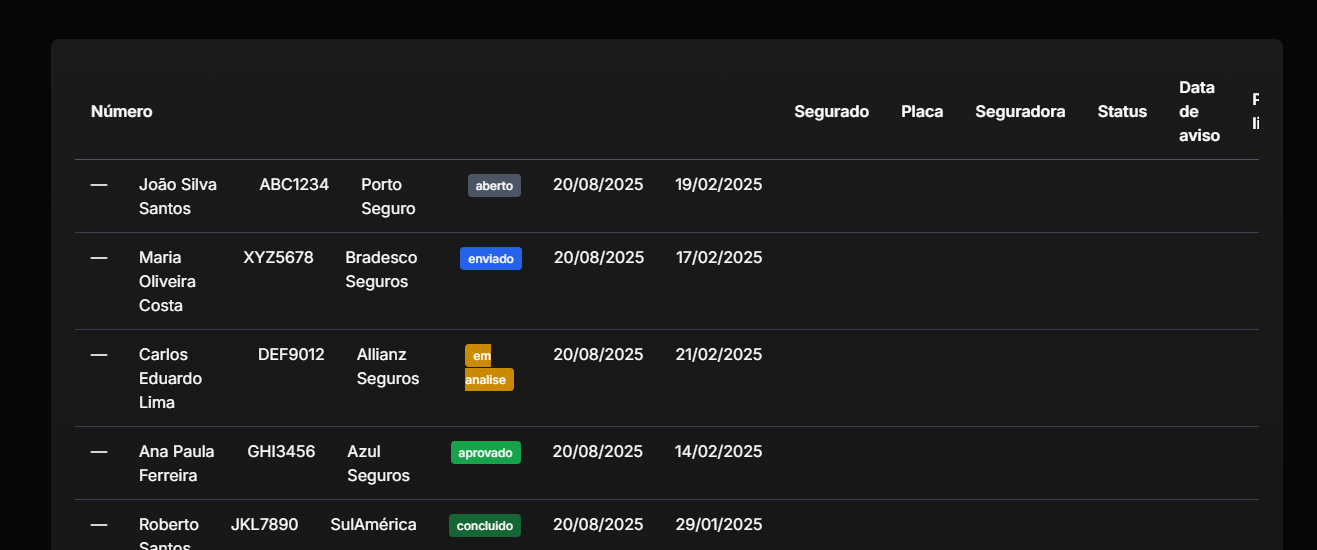 Número Segurado Placa Seguradora Status Data de aviso
— João Silva Santos ABC1234 Porto Seguro aberto 20/08/2025 19/02/2025
— Maria Oliveira Costa XYZ5678 Bradesco Seguros enviado 20/08/2025 17/02/2025
— Carlos Eduardo Lima DEF9012 Allianz Seguros em analise 20/08/2025 21/02/2025
— Ana Paula Ferreira GHI3456 Azul Seguros aprovado 20/08/2025 14/02/2025
— Roberto Santos JKL7890 SulAmérica concluido 20/08/2025 29/01/2025